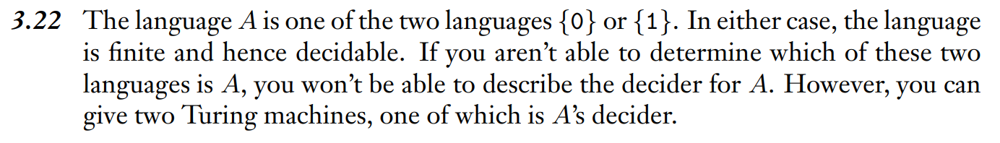 3.22 The language A is one of the two languages {0} or {1}. In either case, the language
is finite and hence decidable. If you aren’t able to determine which of these two
languages is A, you won’t be able to describe the decider for A. However, you can
give two Turing machines, one of which is A’s decider.